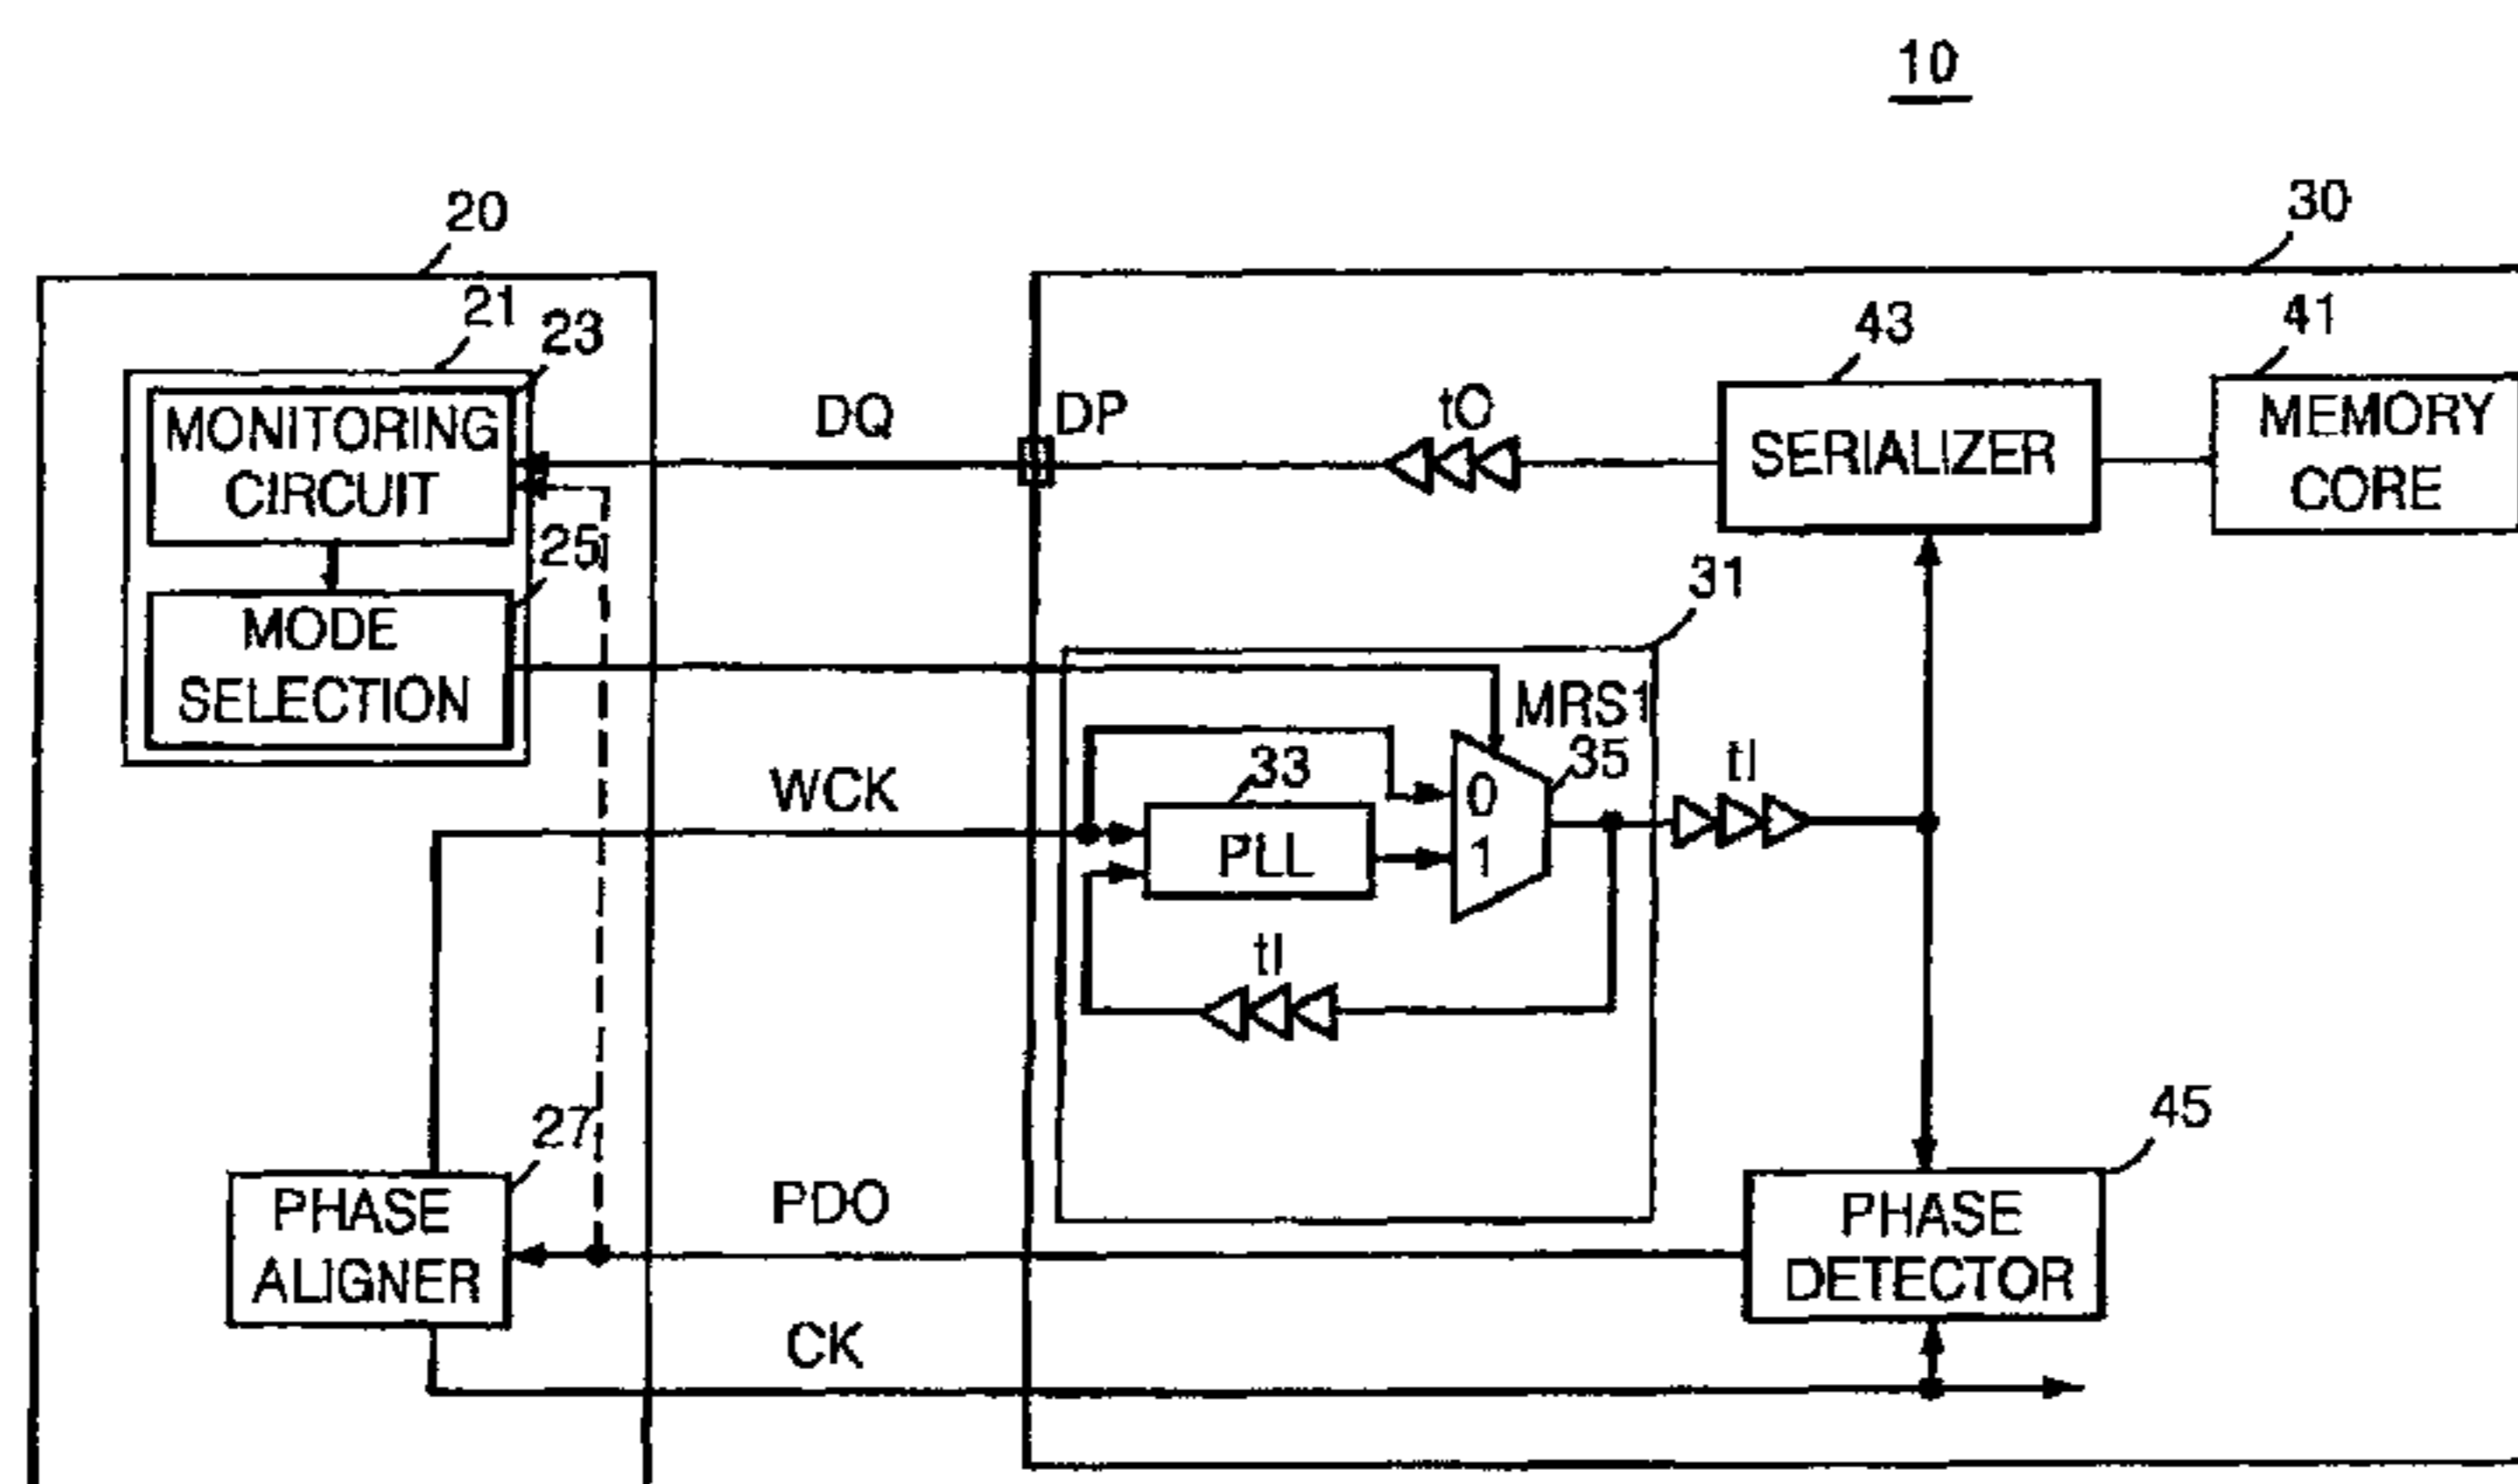 10
20
30
21
23
43
41
MONITORING
CIRCUIT
DQ
DP
tO
SERIALIZER
MEMORY
CORE
25
31
MODE
SELECTION
MRS1
WCK
33
35
tI
0
PLL
1
tI
27
45
PHASE
ALIGNER
PDO
PHASE
DETECTOR
CK